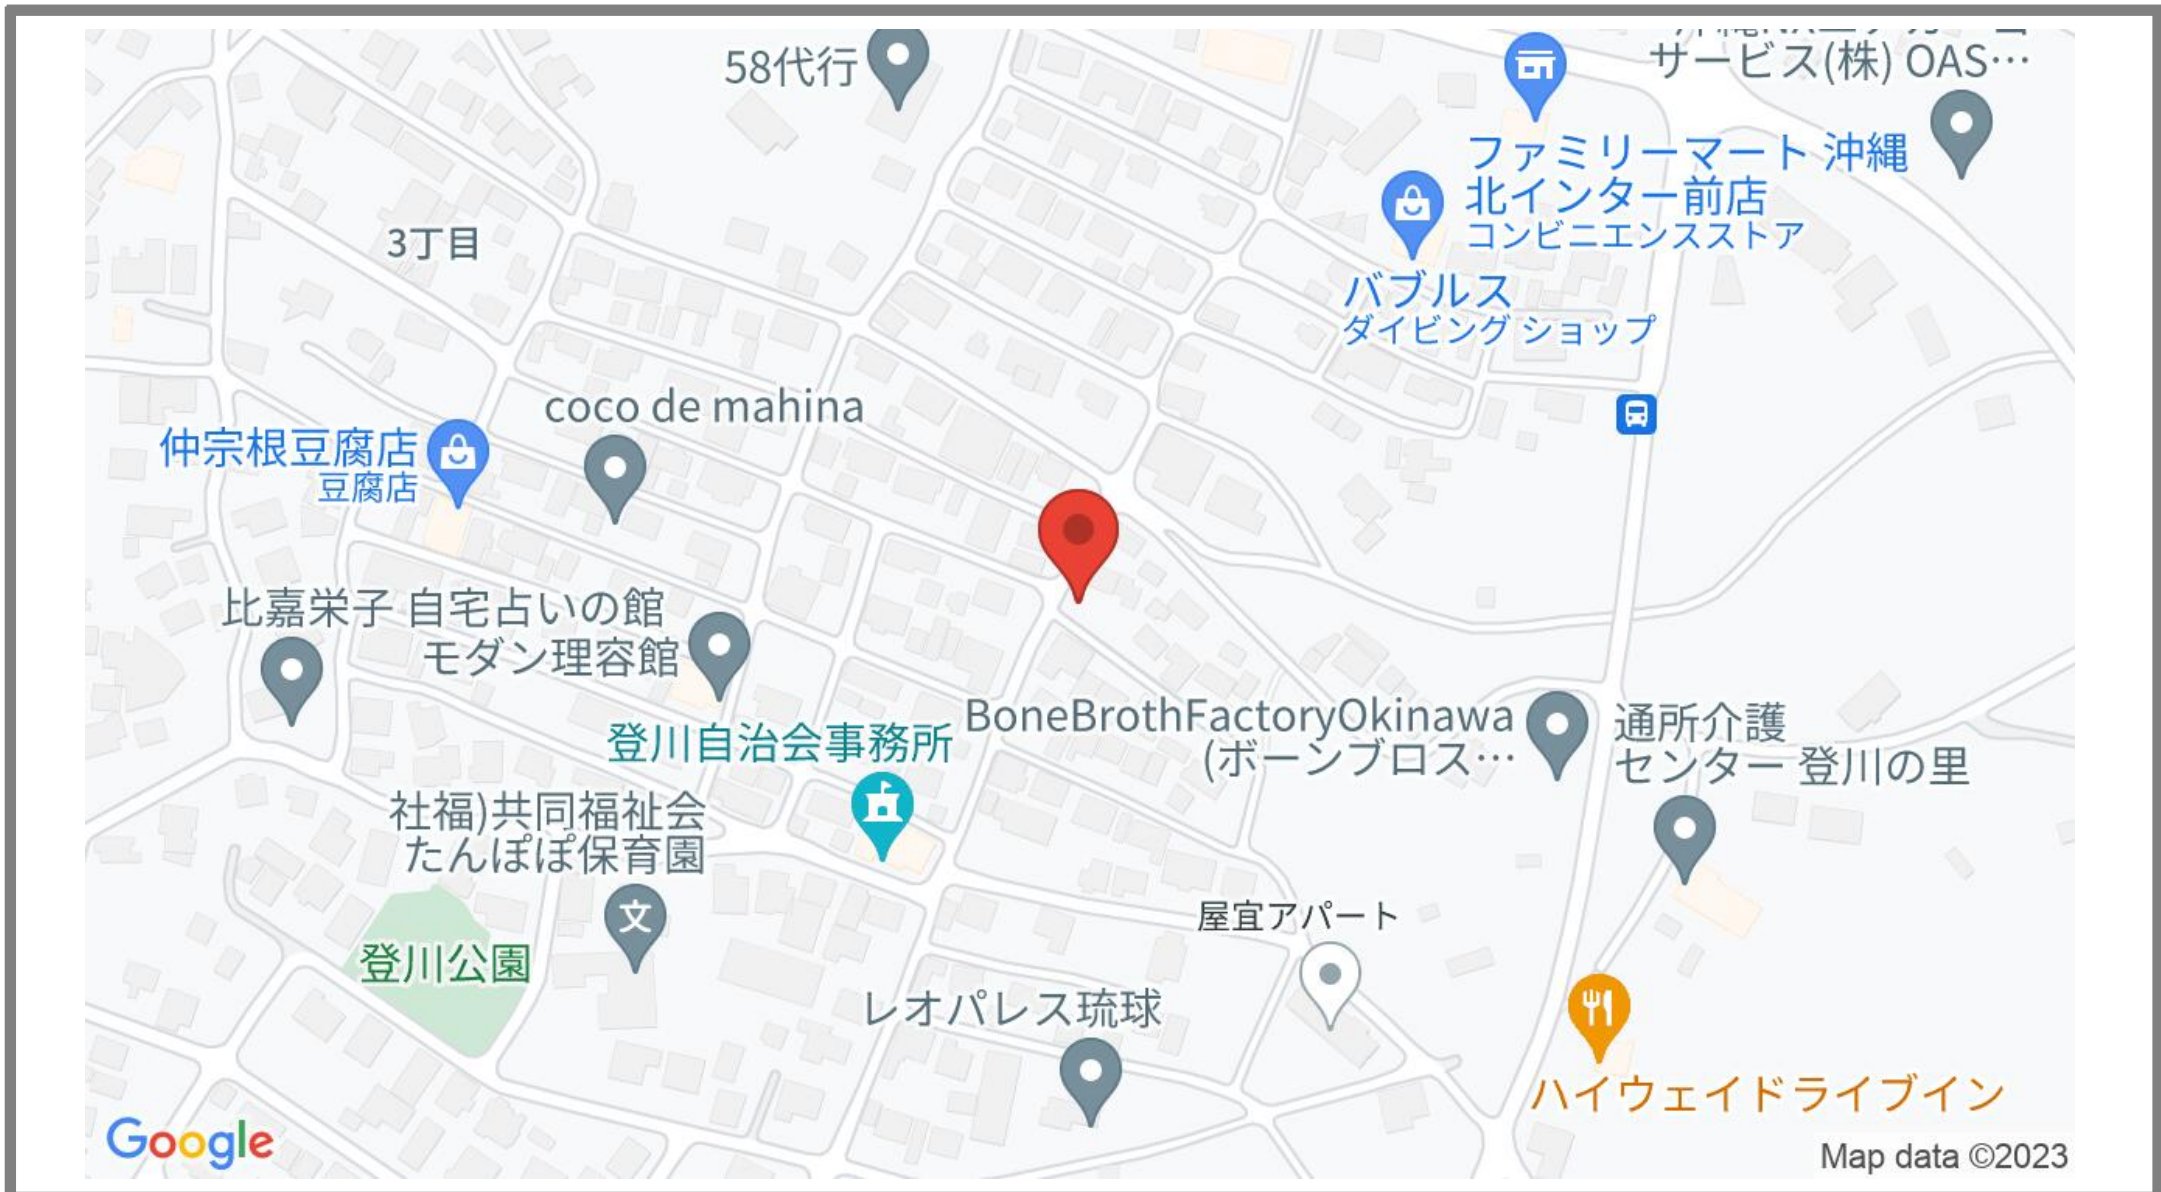 58代行
サービス(株) OAS…
ファミリーマート 沖縄
北インター前店
コンビニエンスストア
バブルス
ダイビング ショップ
3丁目
coco de mahina
仲宗根豆腐店
豆腐店
比嘉栄子 自宅占いの館
モダン理容館
登川自治会事務所
BoneBrothFactoryOkinawa
(ボーンブロス…
通所介護
センター 登川の里
社福)共同福祉会
たんぽぽ保育園
文
屋宜アパート
登川公園
レオパレス琉球
ハイウェイドライブイン
Google
Map data ©2023